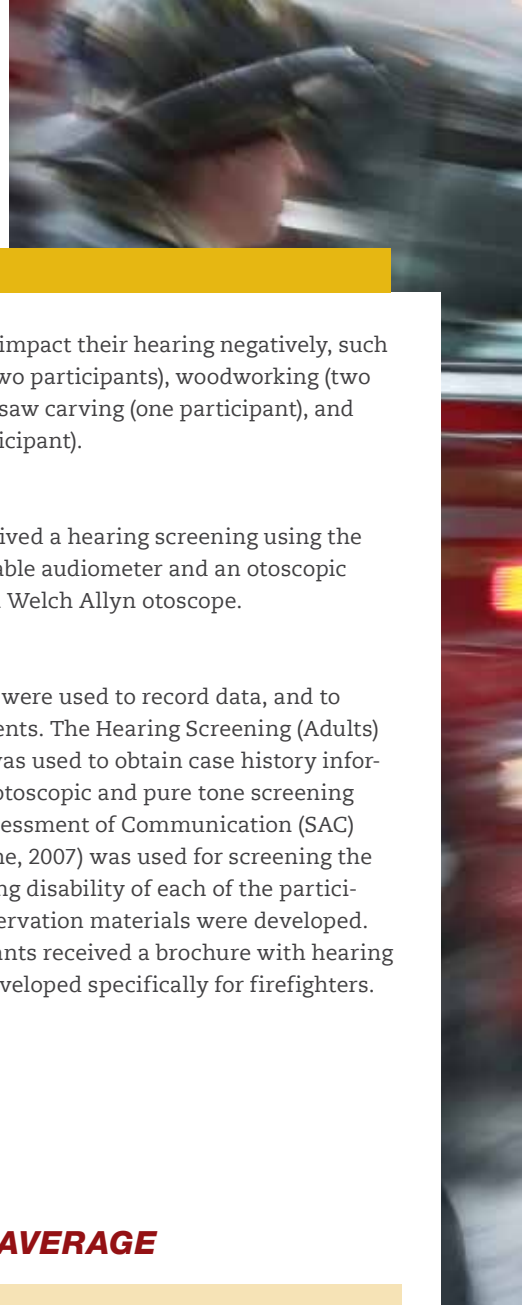 impact their hearing negatively, such
wo participants), woodworking (two
saw carving (one participant), and
icipant).
ived a hearing screening using the
able audiometer and an otoscopic
Welch Allyn otoscope.
were used to record data, and to
ents. The Hearing Screening (Adults)
was used to obtain case history infor-
otoscopic and pure tone screening
essment of Communication (SAC)
ne, 2007) was used for screening the
ng disability of each of the partici-
ervation materials were developed.
ants received a brochure with hearing
veloped specifically for firefighters.
AVERAGE